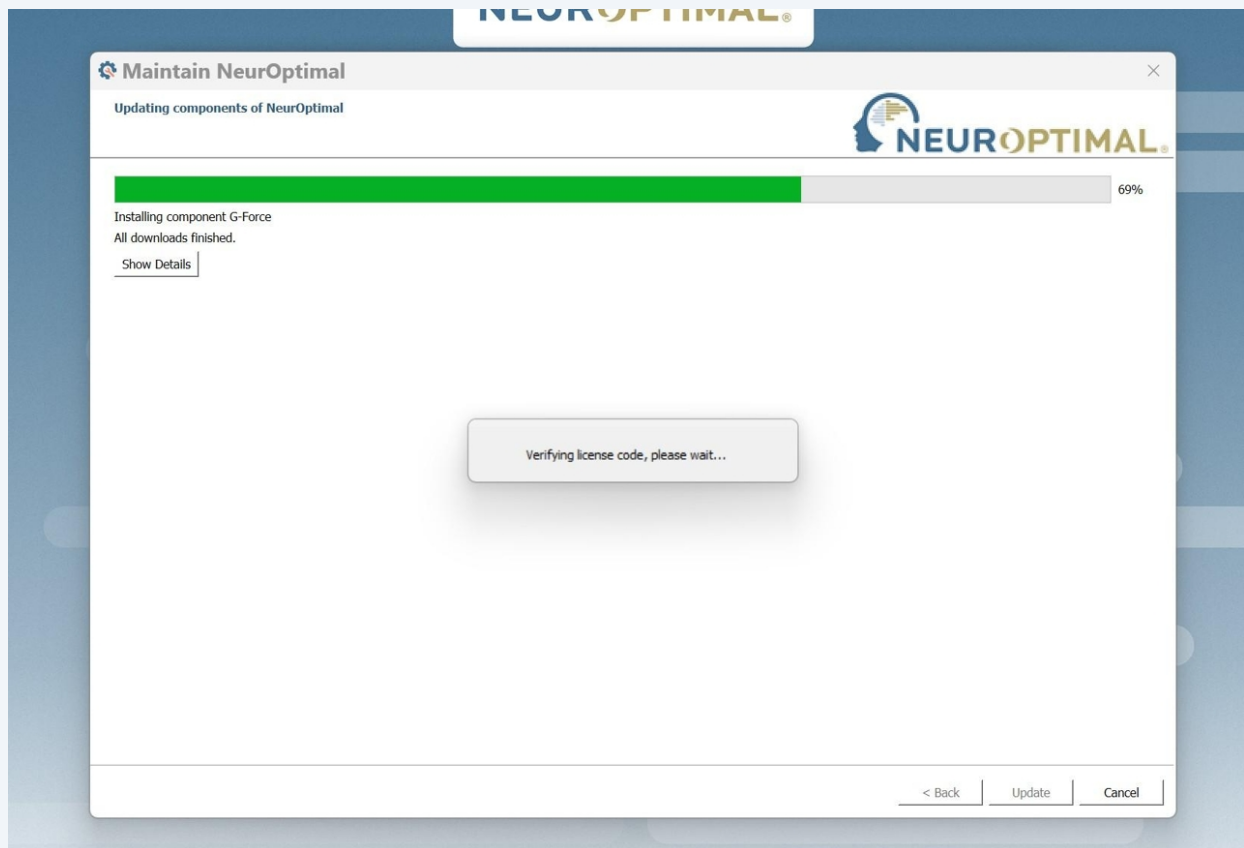 NEUROPTIMAL®
Maintain NeurOptimal
Updating components of NeurOptimal
NEUROPTIMAL®
69%
Installing component G-Force
All downloads finished.
Show Details
Verifying license code, please wait...
< Back Update Cancel